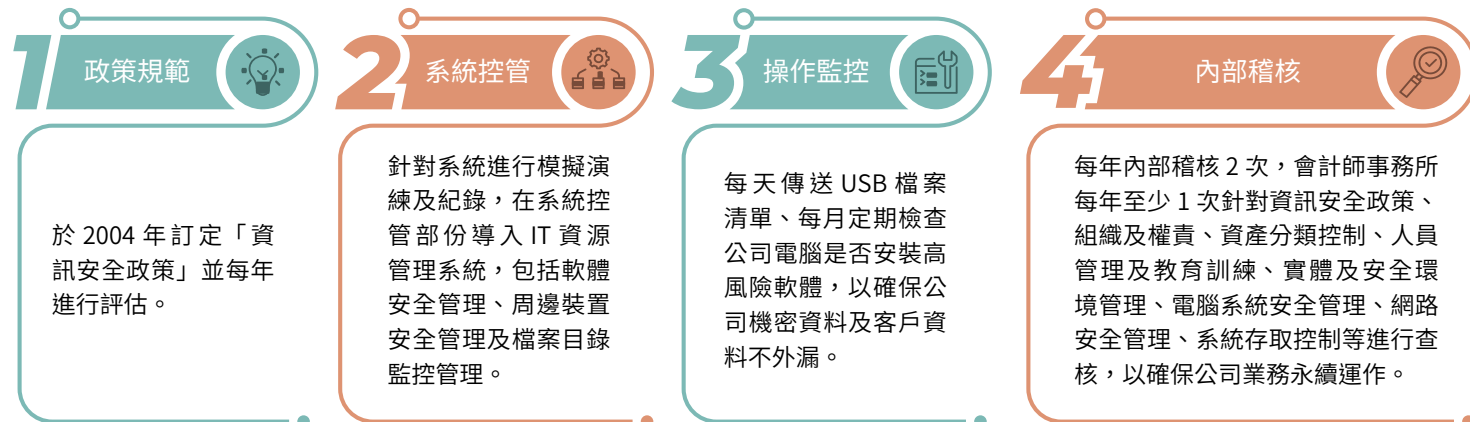 1 政策規範
於 2004 年訂定「資
訊安全政策」並每年
進行評估。
2 系統控管
針對系統進行模擬演
練及紀錄，在系統控
管部份導入 IT 資源
管理系統，包括軟體
安全管理、周邊裝置
安全管理及檔案目錄
監控管理。
3 操作監控
每天傳送 USB 檔案
清單、每月定期檢查
公司電腦是否安裝高
風險軟體，以確保公
司機密資料及客戶資
料不外漏。
4 內部稽核
每年內部稽核 2 次，會計師事務所
每年至少 1 次針對資訊安全政策、
組織及權責、資產分類控制、人員
管理及教育訓練、實體及安全環
境管理、電腦系統安全管理、網路
安全管理、系統存取控制等進行查
核，以確保公司業務永續運作。